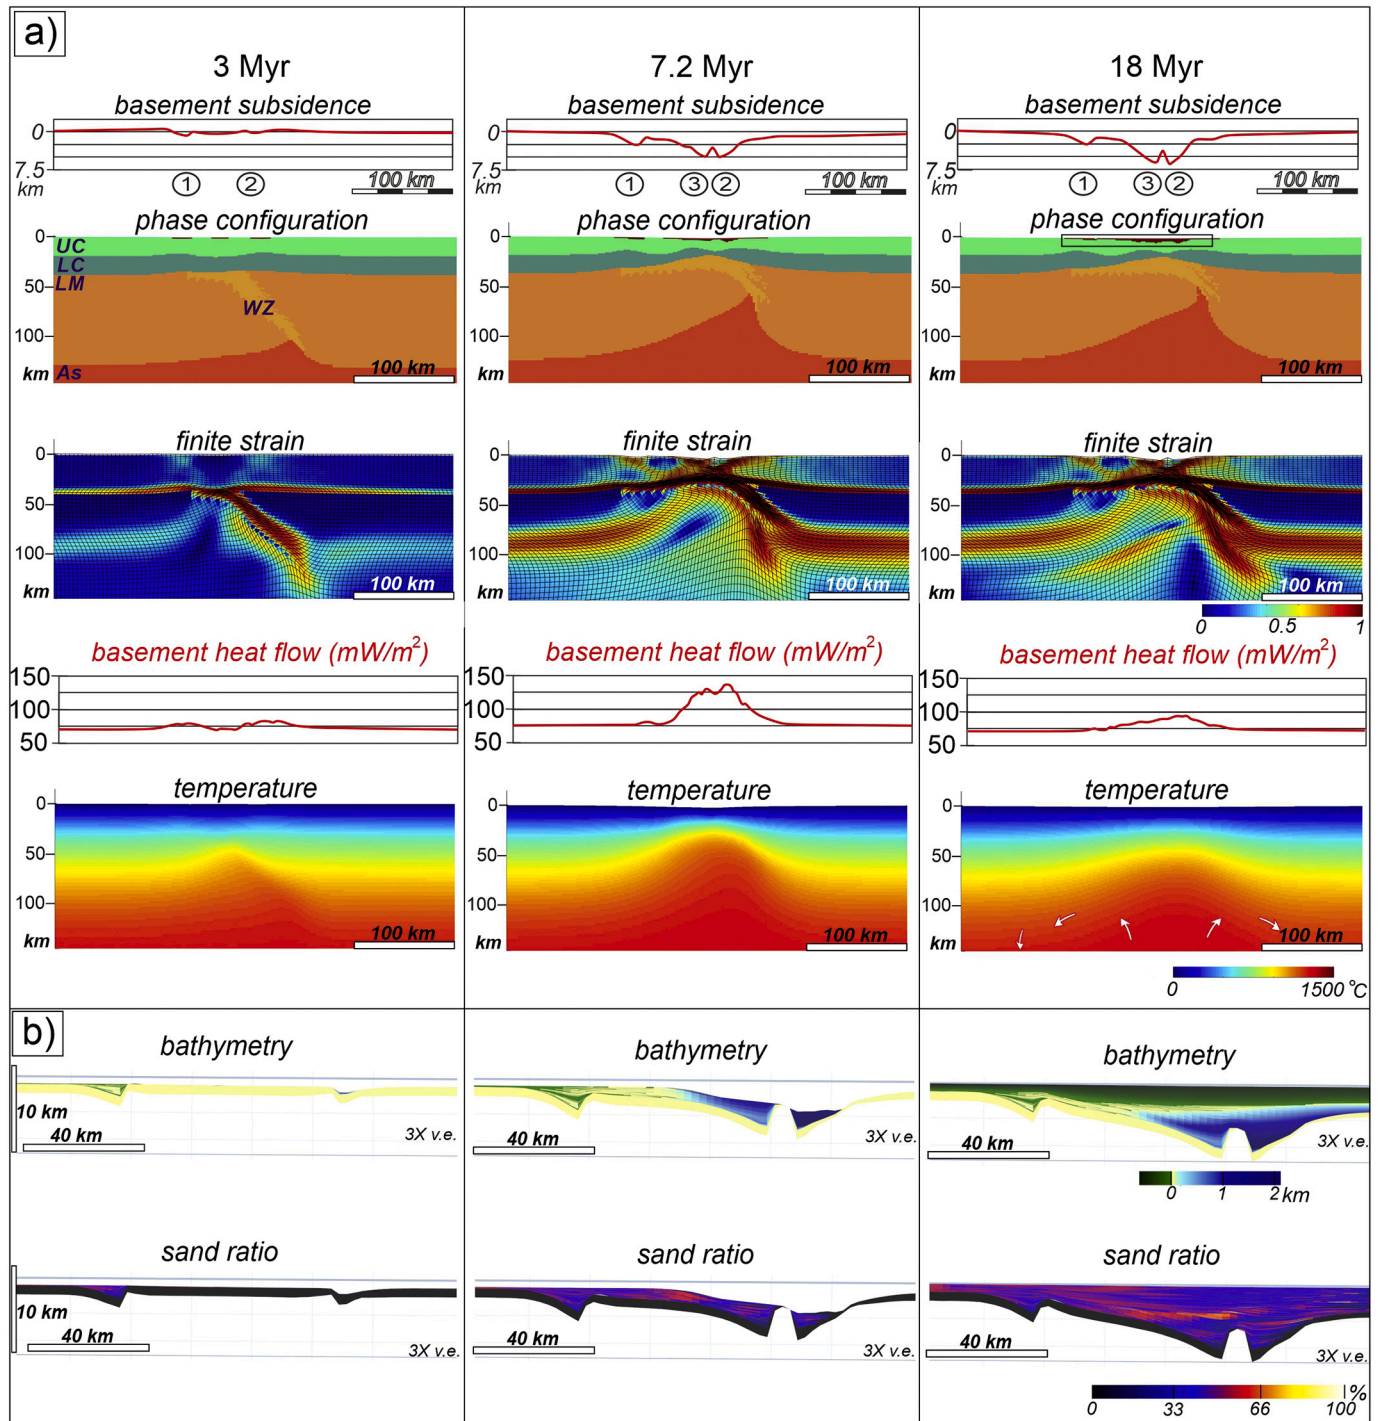 a)
3 Myr
7.2 Myr
18 Myr
basement subsidence
basement subsidence
basement subsidence
0
7.5
km
1
2
100 km
0
7.5
km
1
3
2
100 km
0
7.5
km
1
3
2
100 km
phase configuration
phase configuration
phase configuration
0
50
100
km
UC
LC
LM
WZ
As
100 km
0
50
100
km
100 km
0
50
100
km
100 km
finite strain
finite strain
finite strain
0
50
100
km
100 km
0
50
100
km
100 km
0
50
100
km
100 km
0 0.5 1
basement heat flow (mW/m²)
basement heat flow (mW/m²)
basement heat flow (mW/m²)
150
100
50
150
100
50
150
100
50
temperature
temperature
temperature
0
50
100
km
100 km
0
50
100
km
100 km
0
50
100
km
100 km
0 1500 °C
b)
bathymetry
bathymetry
bathymetry
10 km
40 km
3X v.e.
40 km
3X v.e.
40 km
3X v.e.
0 1 2 km
sand ratio
sand ratio
sand ratio
10 km
40 km
3X v.e.
40 km
3X v.e.
40 km
3X v.e.
0 33 66 100 %